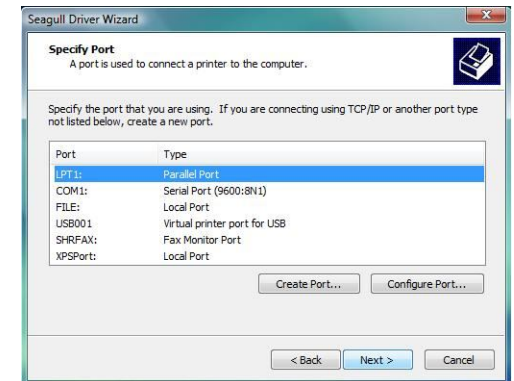 Seagull Driver Wizard
Specify Port
A port is used to connect a printer to the computer.
Specify the port that you are using. If you are connecting using TCP/IP or another port type
not listed below, create a new port.
Port Type
LPT1: Parallel Port
COM1: Serial Port (9600:8N1)
FILE: Local Port
USB001 Virtual printer port for USB
SHRFAX: Fax Monitor Port
XPSPort: Local Port
Create Port... Configure Port...
< Back Next > Cancel